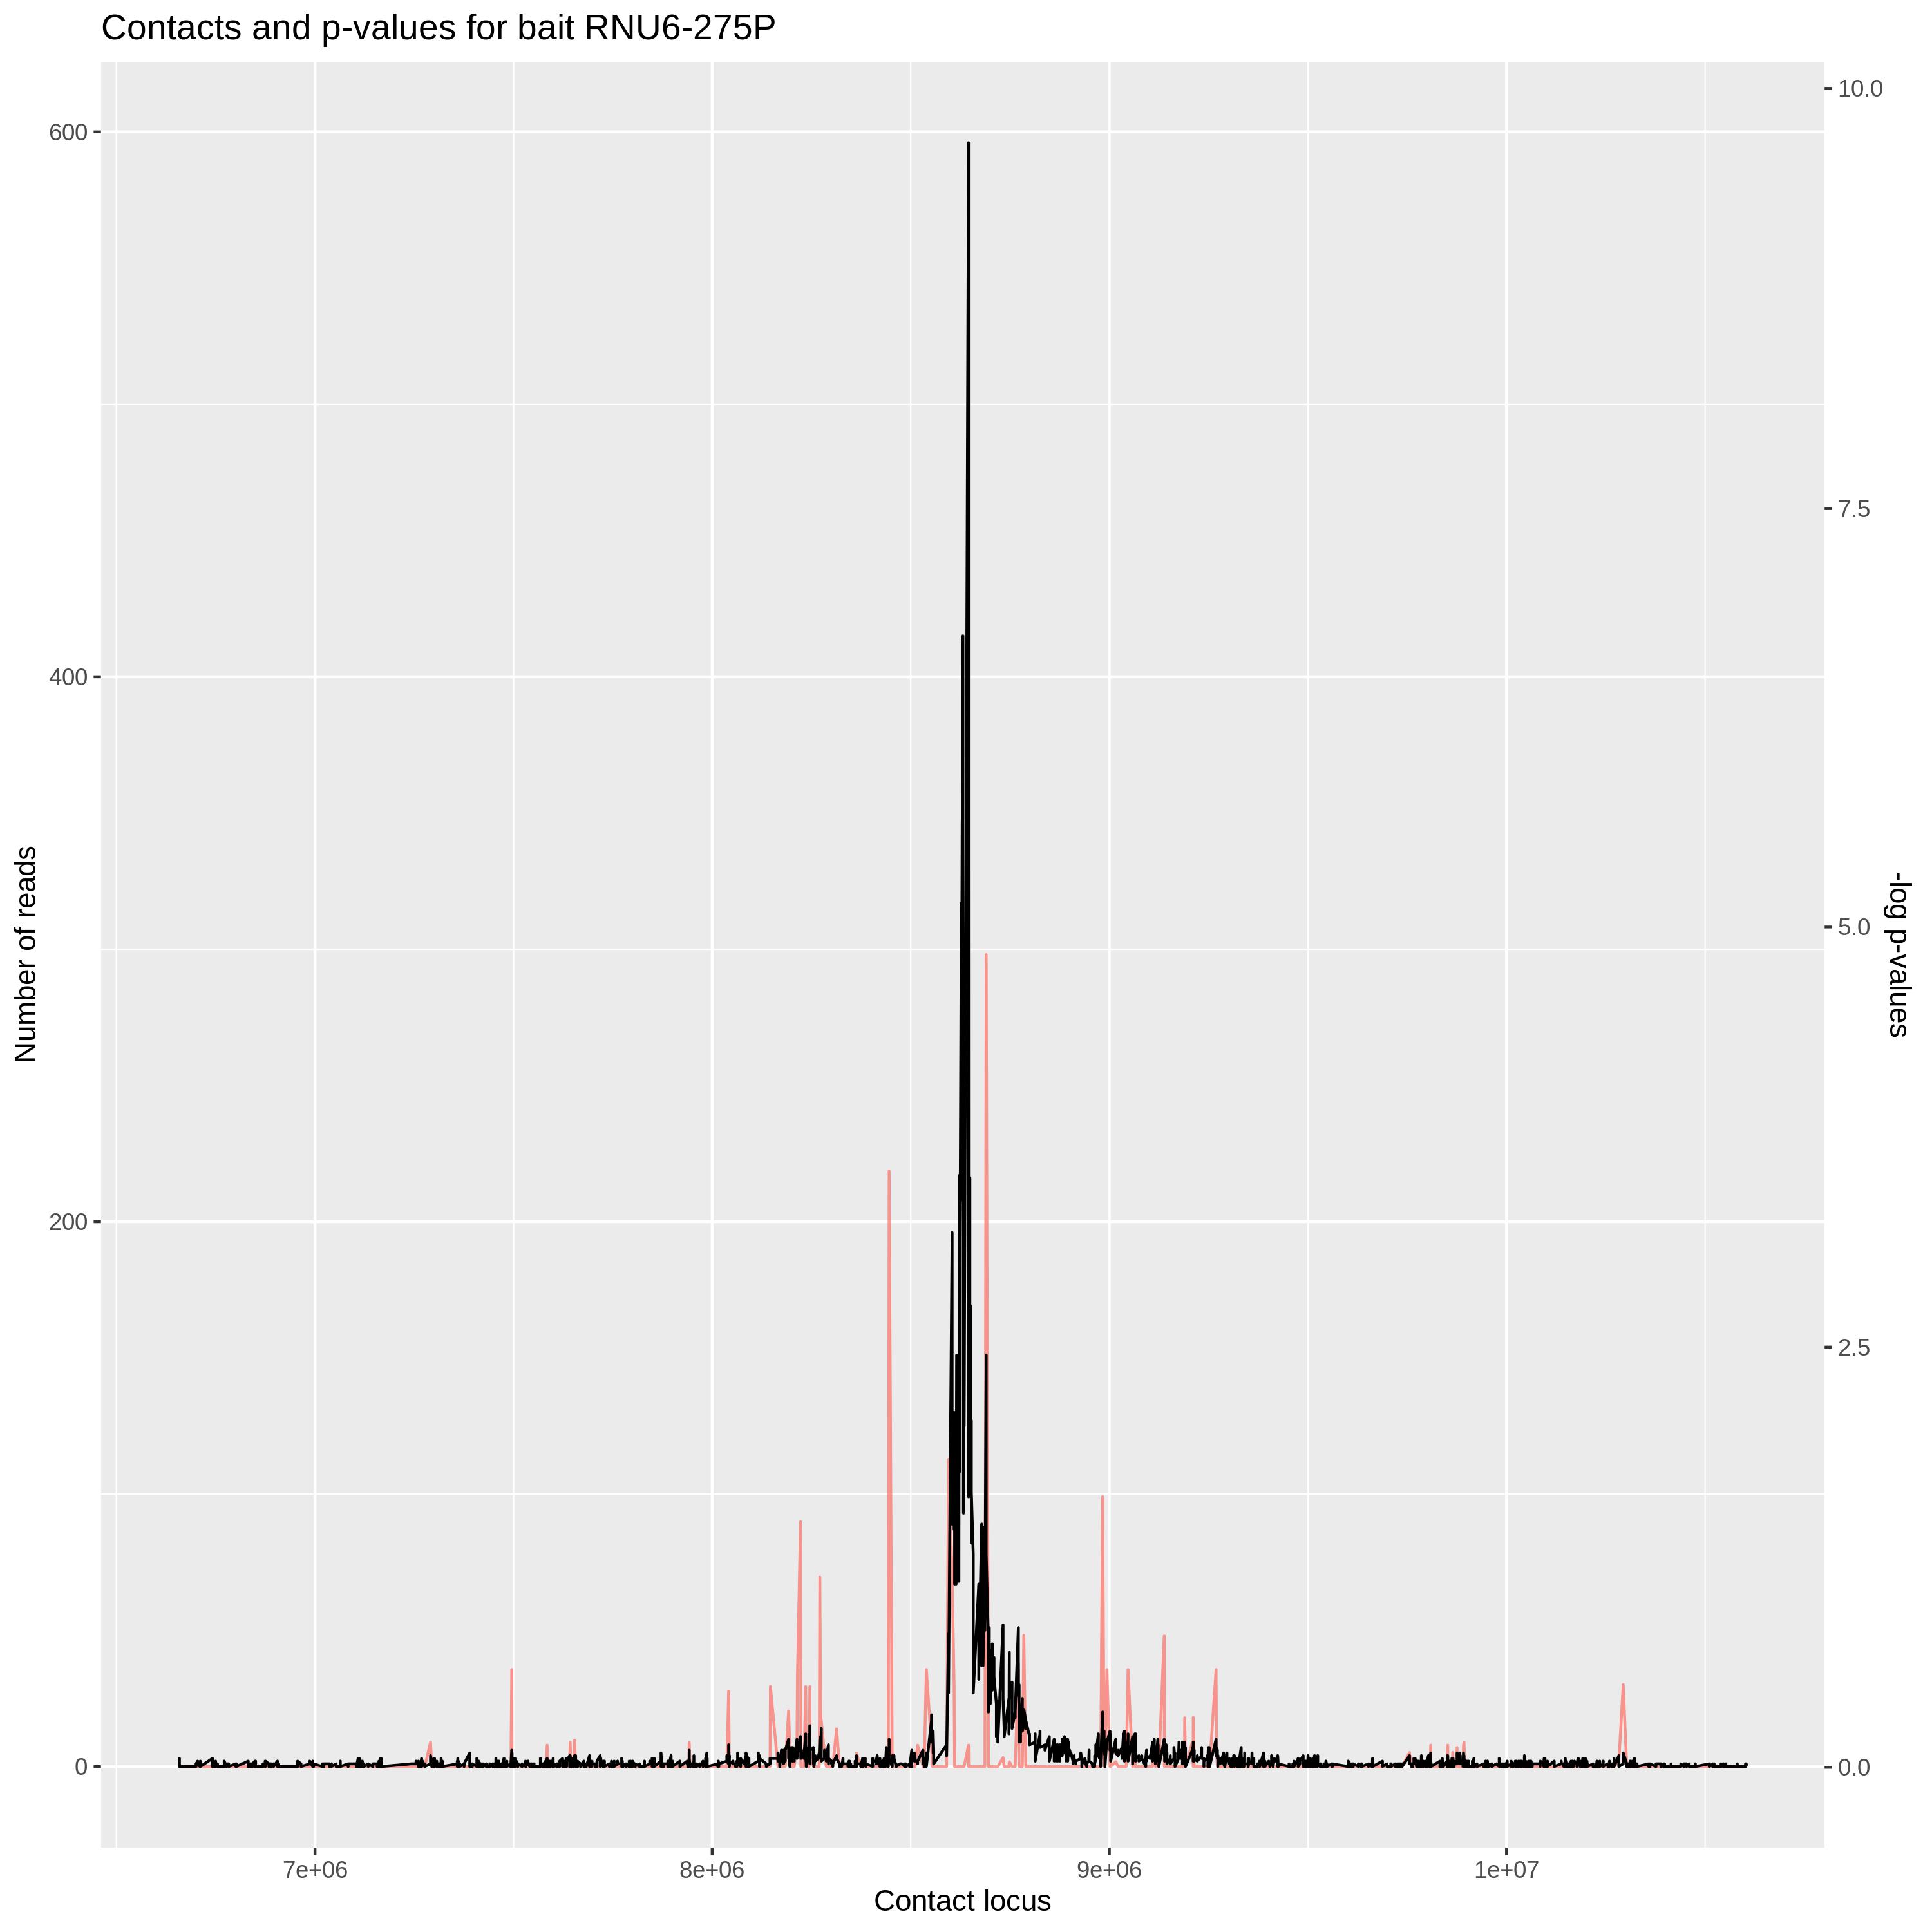 Contacts and p-values for bait RNU6-275P
600
400
200
0
Number of reads
10.0
7.5
5.0
2.5
0.0
-log p-values
7e+06
8e+06
9e+06
1e+07
Contact locus